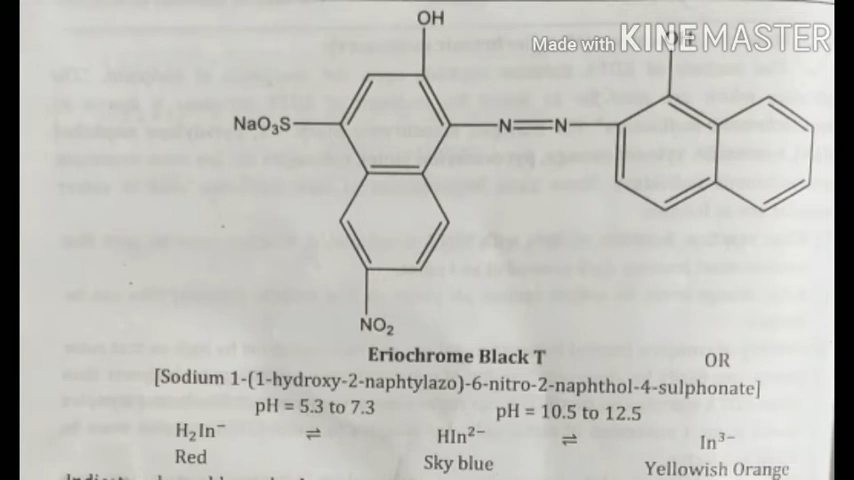 OH
Made with KINEMASTER
NaO₃S
N=N
NO₂
Eriochrome Black T OR
[Sodium 1-(1-hydroxy-2-naphtylazo)-6-nitro-2-naphthol-4-sulphonate]
pH = 5.3 to 7.3 pH = 10.5 to 12.5
H₂In⁻ ⇌ HIn²⁻ ⇌ In³⁻
Red Sky blue Yellowish Orange